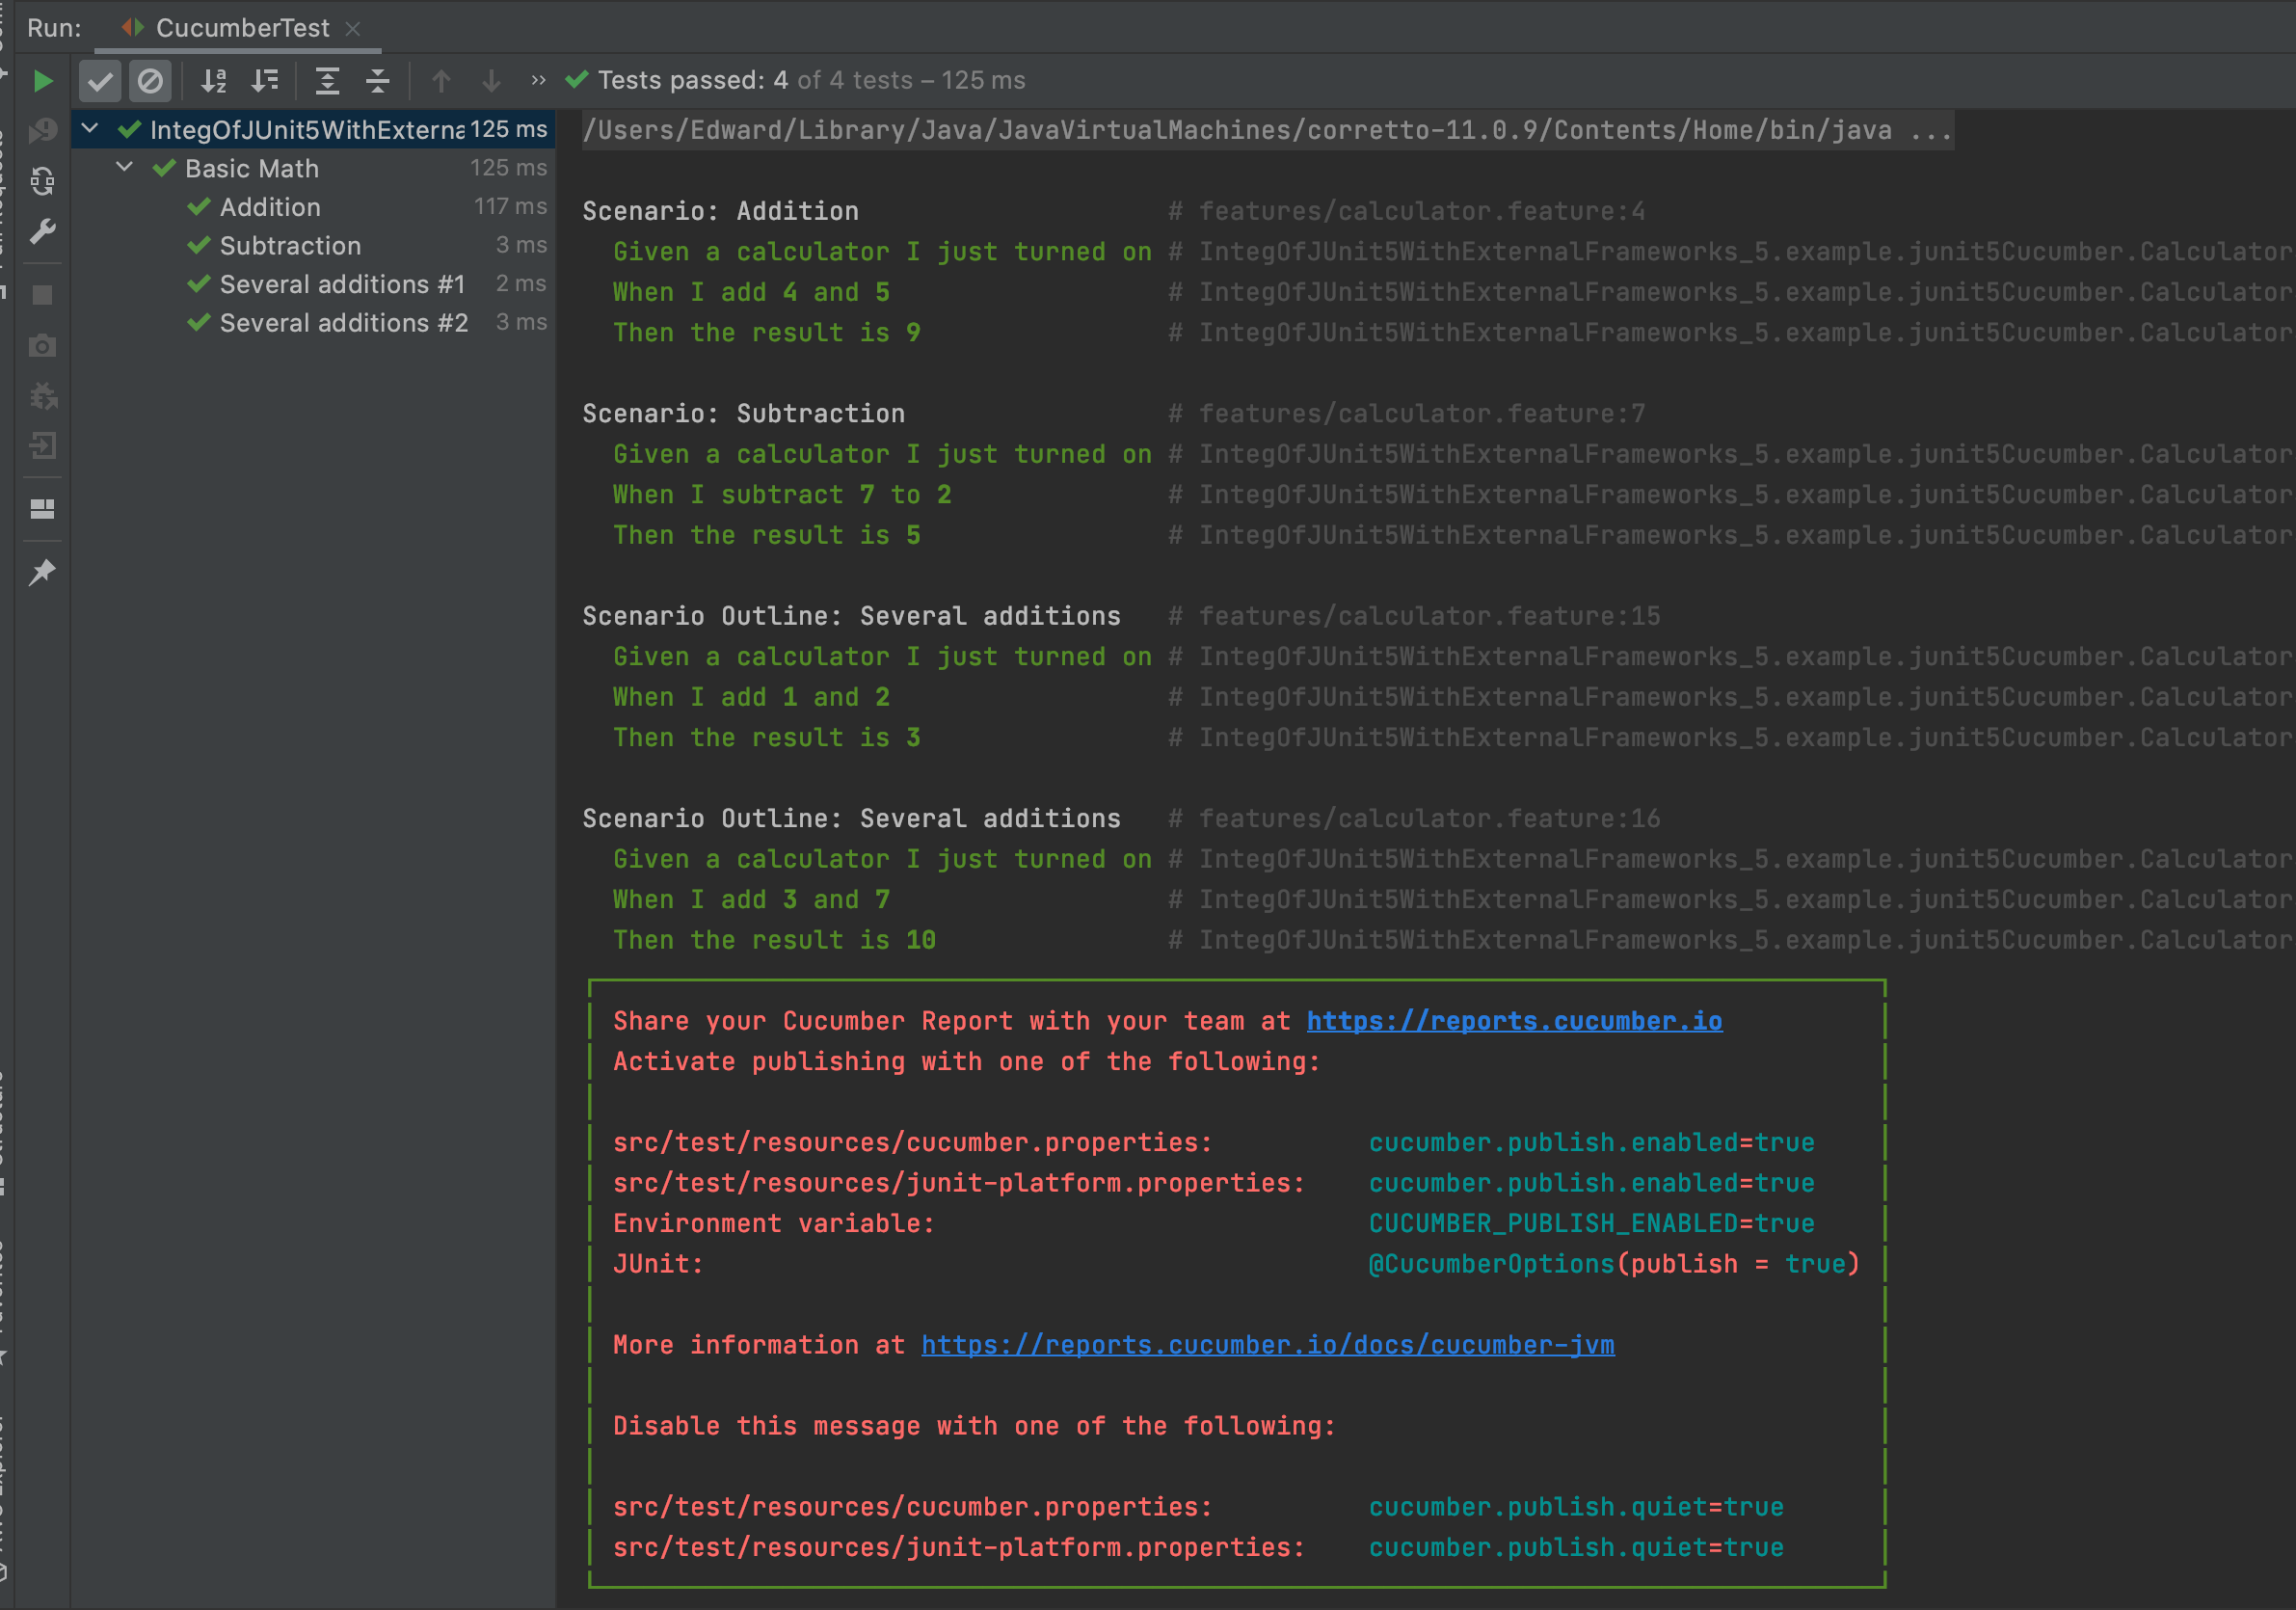 Run: CucumberTest
Tests passed: 4 of 4 tests – 125 ms
IntegOfJUnit5WithExterna 125 ms
Basic Math 125 ms
Addition 117 ms
Subtraction 3 ms
Several additions #1 2 ms
Several additions #2 3 ms
/Users/Edward/Library/Java/JavaVirtualMachines/corretto-11.0.9/Contents/Home/bin/java ...
Scenario: Addition # features/calculator.feature:4
Given a calculator I just turned on # IntegOfJUnit5WithExternalFrameworks_5.example.junit5Cucumber.Calculator
When I add 4 and 5 # IntegOfJUnit5WithExternalFrameworks_5.example.junit5Cucumber.Calculator
Then the result is 9 # IntegOfJUnit5WithExternalFrameworks_5.example.junit5Cucumber.Calculator
Scenario: Subtraction # features/calculator.feature:7
Given a calculator I just turned on # IntegOfJUnit5WithExternalFrameworks_5.example.junit5Cucumber.Calculator
When I subtract 7 to 2 # IntegOfJUnit5WithExternalFrameworks_5.example.junit5Cucumber.Calculator
Then the result is 5 # IntegOfJUnit5WithExternalFrameworks_5.example.junit5Cucumber.Calculator
Scenario Outline: Several additions # features/calculator.feature:15
Given a calculator I just turned on # IntegOfJUnit5WithExternalFrameworks_5.example.junit5Cucumber.Calculator
When I add 1 and 2 # IntegOfJUnit5WithExternalFrameworks_5.example.junit5Cucumber.Calculator
Then the result is 3 # IntegOfJUnit5WithExternalFrameworks_5.example.junit5Cucumber.Calculator
Scenario Outline: Several additions # features/calculator.feature:16
Given a calculator I just turned on # IntegOfJUnit5WithExternalFrameworks_5.example.junit5Cucumber.Calculator
When I add 3 and 7 # IntegOfJUnit5WithExternalFrameworks_5.example.junit5Cucumber.Calculator
Then the result is 10 # IntegOfJUnit5WithExternalFrameworks_5.example.junit5Cucumber.Calculator
Share your Cucumber Report with your team at https://reports.cucumber.io
Activate publishing with one of the following:
src/test/resources/cucumber.properties: cucumber.publish.enabled=true
src/test/resources/junit-platform.properties: cucumber.publish.enabled=true
Environment variable: CUCUMBER_PUBLISH_ENABLED=true
JUnit: @CucumberOptions(publish = true)
More information at https://reports.cucumber.io/docs/cucumber-jvm
Disable this message with one of the following:
src/test/resources/cucumber.properties: cucumber.publish.quiet=true
src/test/resources/junit-platform.properties: cucumber.publish.quiet=true